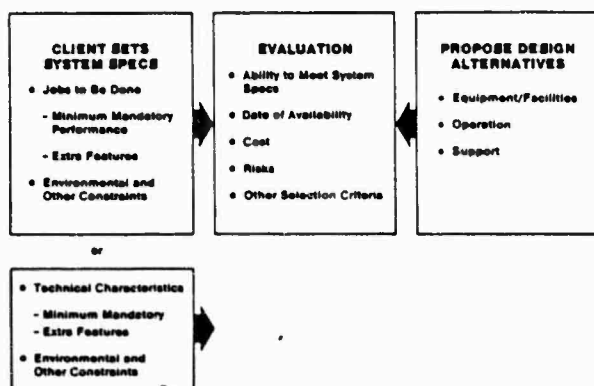 CLIENT SETS
SYSTEM SPECS
• Jobs to Be Done
- Minimum Mandatory
Performance
- Extra Features
• Environmental and
Other Constraints
EVALUATION
• Ability to Meet System
Specs
• Date of Availability
• Cost
• Risks
• Other Selection Criteria
PROPOSE DESIGN
ALTERNATIVES
• Equipment/Facilities
• Operation
• Support
or
• Technical Characteristics
- Minimum Mandatory
- Extra Features
• Environmental and
Other Constraints